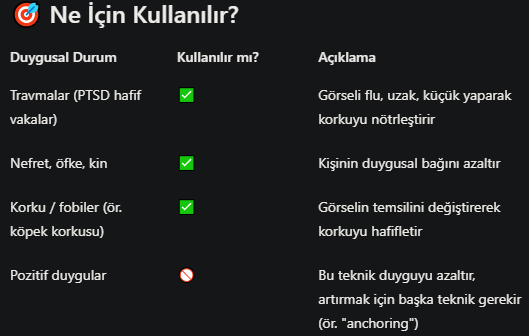 🎯 Ne İçin Kullanılır?
Duygusal Durum Kullanılır mı? Açıklama
Travmalar (PTSD hafif ✅ Görseli flu, uzak, küçük yaparak
vakalar) korkuyu nötrleştirir
Nefret, öfke, kin ✅ Kişinin duygusal bağını azaltır
Korku / fobiler (ör. ✅ Görselin temsilini değiştirerek
köpek korkusu) korkuyu hafifletir
Pozitif duygular 🚫 Bu teknik duyguyu azaltır,
artırmak için başka teknik gerekir
(ör. "anchoring")